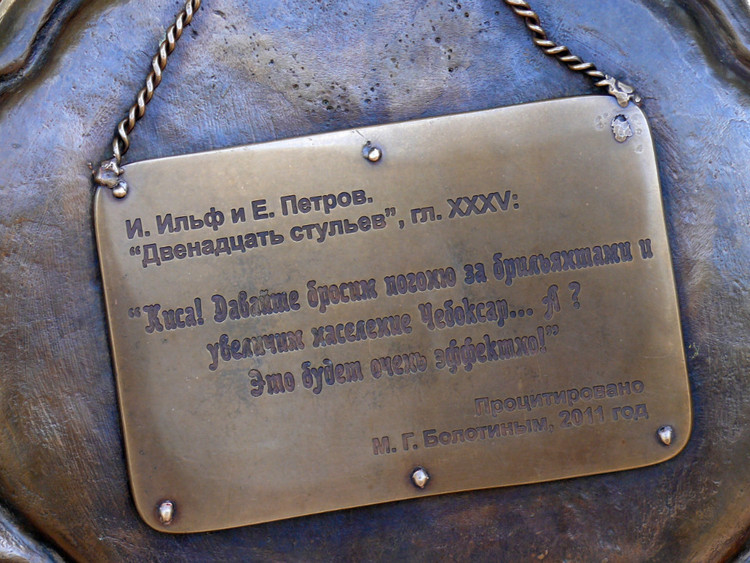 И. Ильф и Е. Петров.
“Двенадцать стульев”, гл. XXXV:
“Киса! Давайте бросим погоню за брильянтами и
увеличим население Чебоксар... А ?
Это будет очень эффектно!”
Процитировано
М. Г. Болотиным, 2011 год